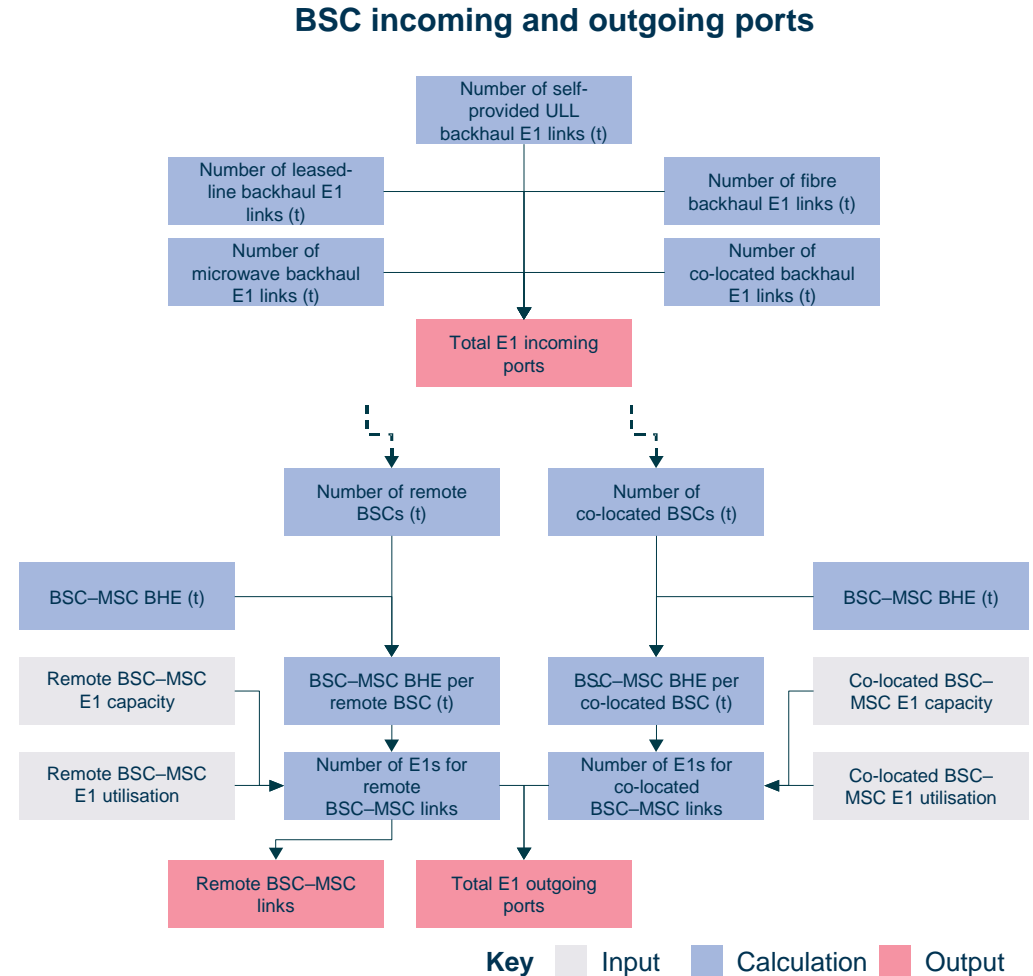 BSC incoming and outgoing ports
Number of self-
provided ULL
backhaul E1 links (t)
Number of leased-
line backhaul E1
links (t)
Number of fibre
backhaul E1 links (t)
Number of
microwave backhaul
E1 links (t)
Number of
co-located backhaul
E1 links (t)
Total E1 incoming
ports
Number of remote
BSCs (t)
Number of
co-located BSCs (t)
BSC–MSC BHE (t)
BSC–MSC BHE (t)
Remote BSC–MSC
E1 capacity
BSC–MSC BHE per
remote BSC (t)
BSC–MSC BHE per
co-located BSC (t)
Co-located BSC–
MSC E1 capacity
Remote BSC–MSC
E1 utilisation
Number of E1s for
remote
BSC–MSC links
Number of E1s for
co-located
BSC–MSC links
Co-located BSC–
MSC E1 utilisation
Remote BSC–MSC
links
Total E1 outgoing
ports
Key Input Calculation Output